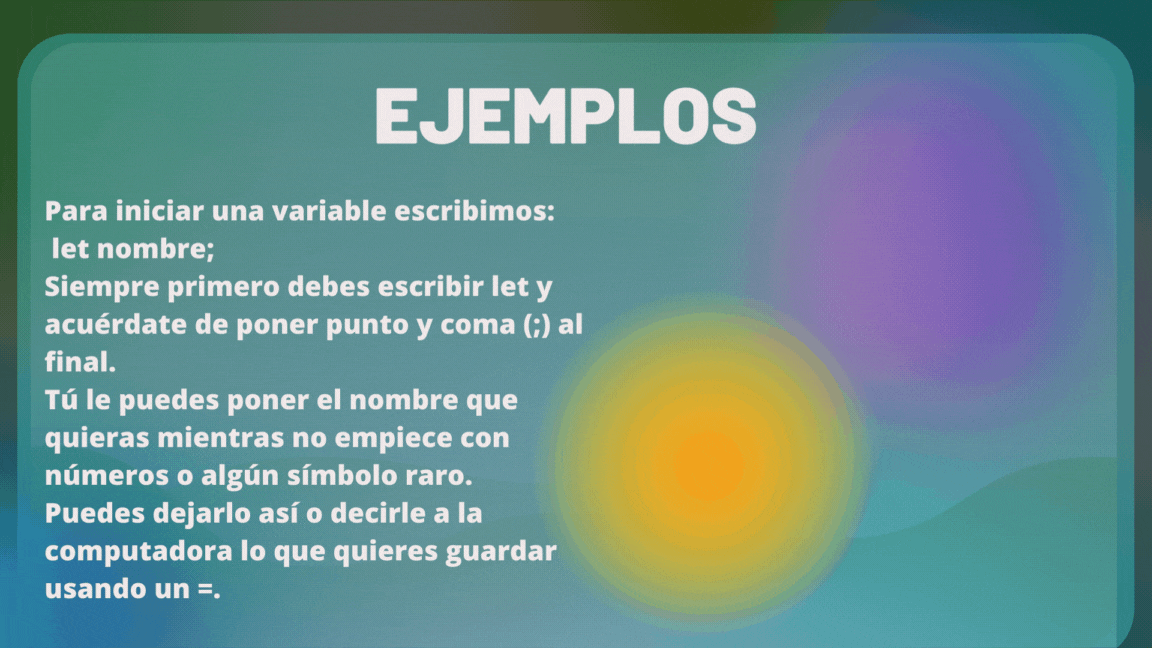 EJEMPLOS
Para iniciar una variable escribimos:
let nombre;
Siempre primero debes escribir let y
acuérdate de poner punto y coma (;) al
final.
Tú le puedes poner el nombre que
quieras mientras no empiece con
números o algún símbolo raro.
Puedes dejarlo así o decirle a la
computadora lo que quieres guardar
usando un =.